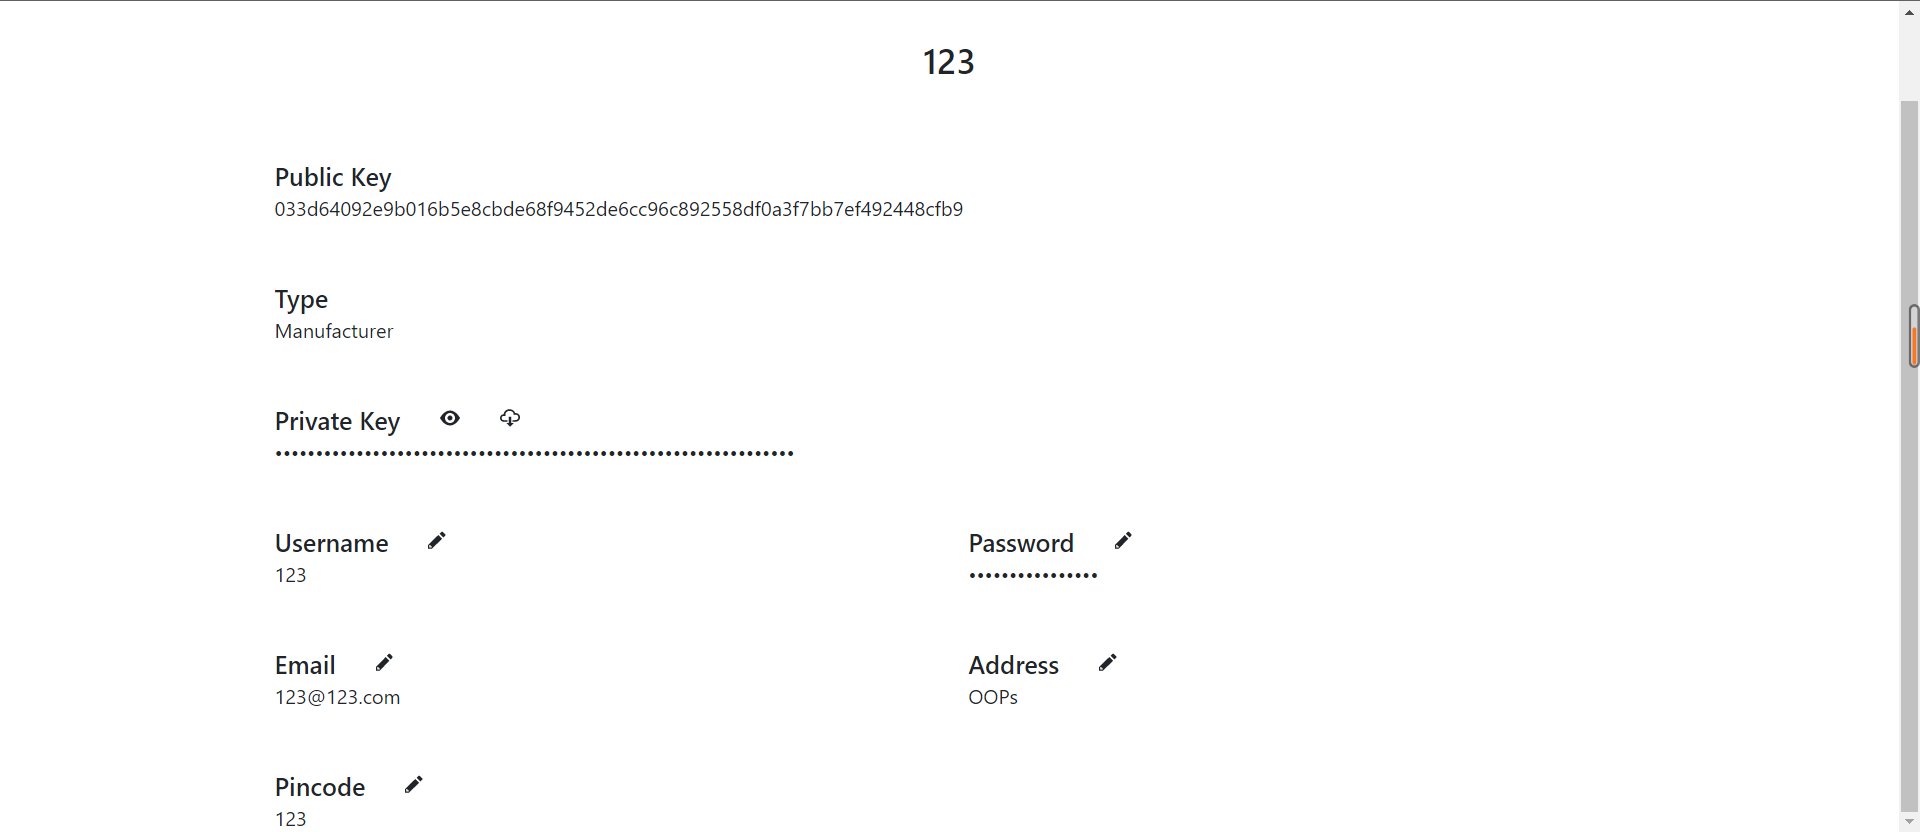 123
Public Key
033d64092e9b016b5e8cbde68f9452de6cc96c892558df0a3f7bb7ef492448cfb9
Type
Manufacturer
Private Key
••••••••••••••••••••••••••••••••••••••••••••••••••••••••••••••••
Username
123
Password
••••••••••••••••
Email
123@123.com
Address
OOPs
Pincode
123